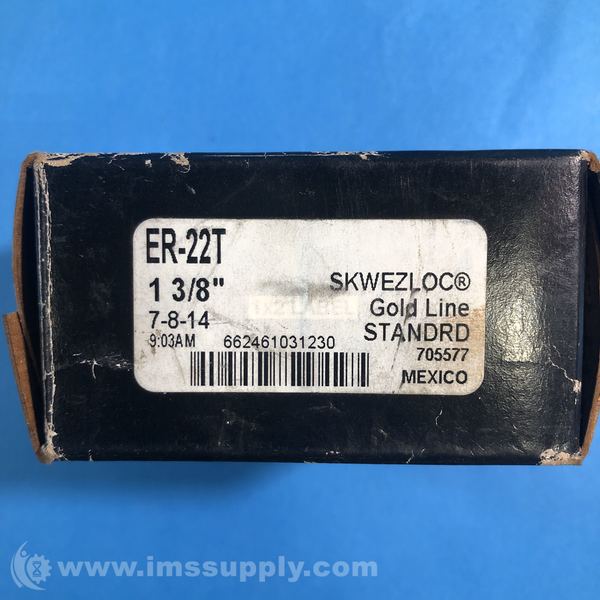 ER-22T
1 3/8"
7-8-14
9:03AM
662461031230
SKWEZLOC®
Gold Line
STANDRD
705577
MEXICO
www.imssupply.com